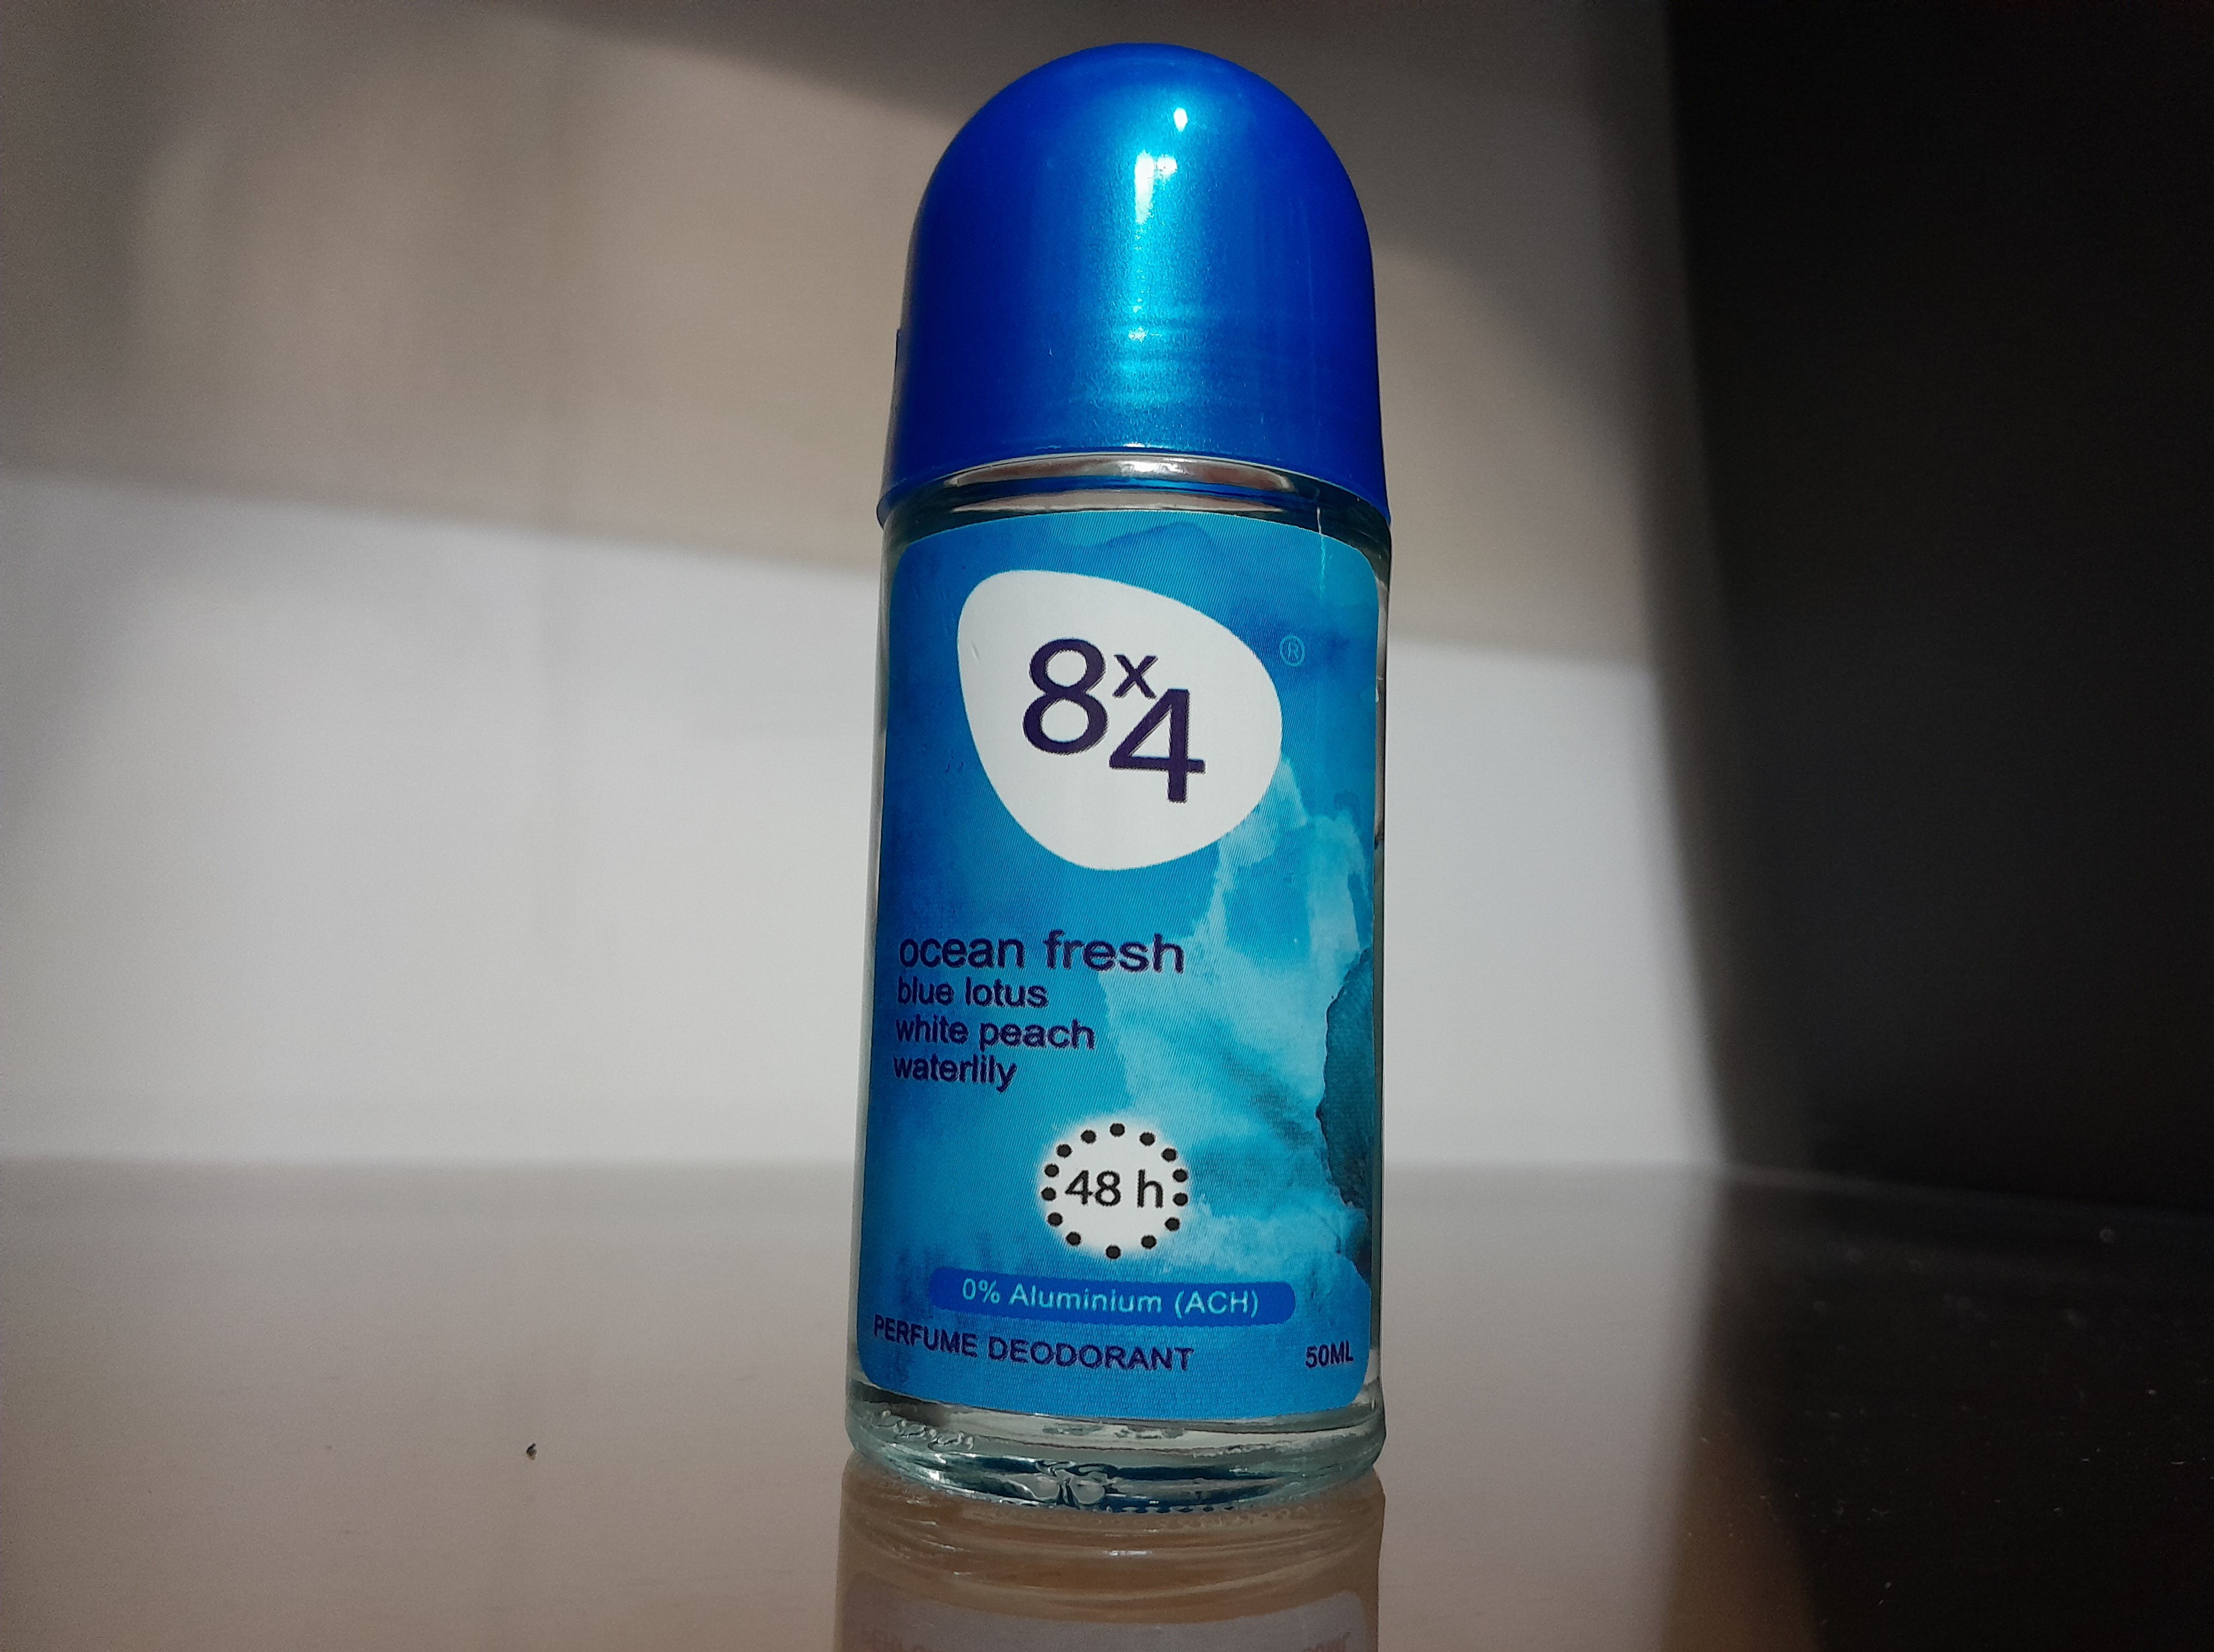 8x4
®
ocean fresh
blue lotus
white peach
waterlily
48 h
0% Aluminium (ACH)
PERFUME DEODORANT 50ML